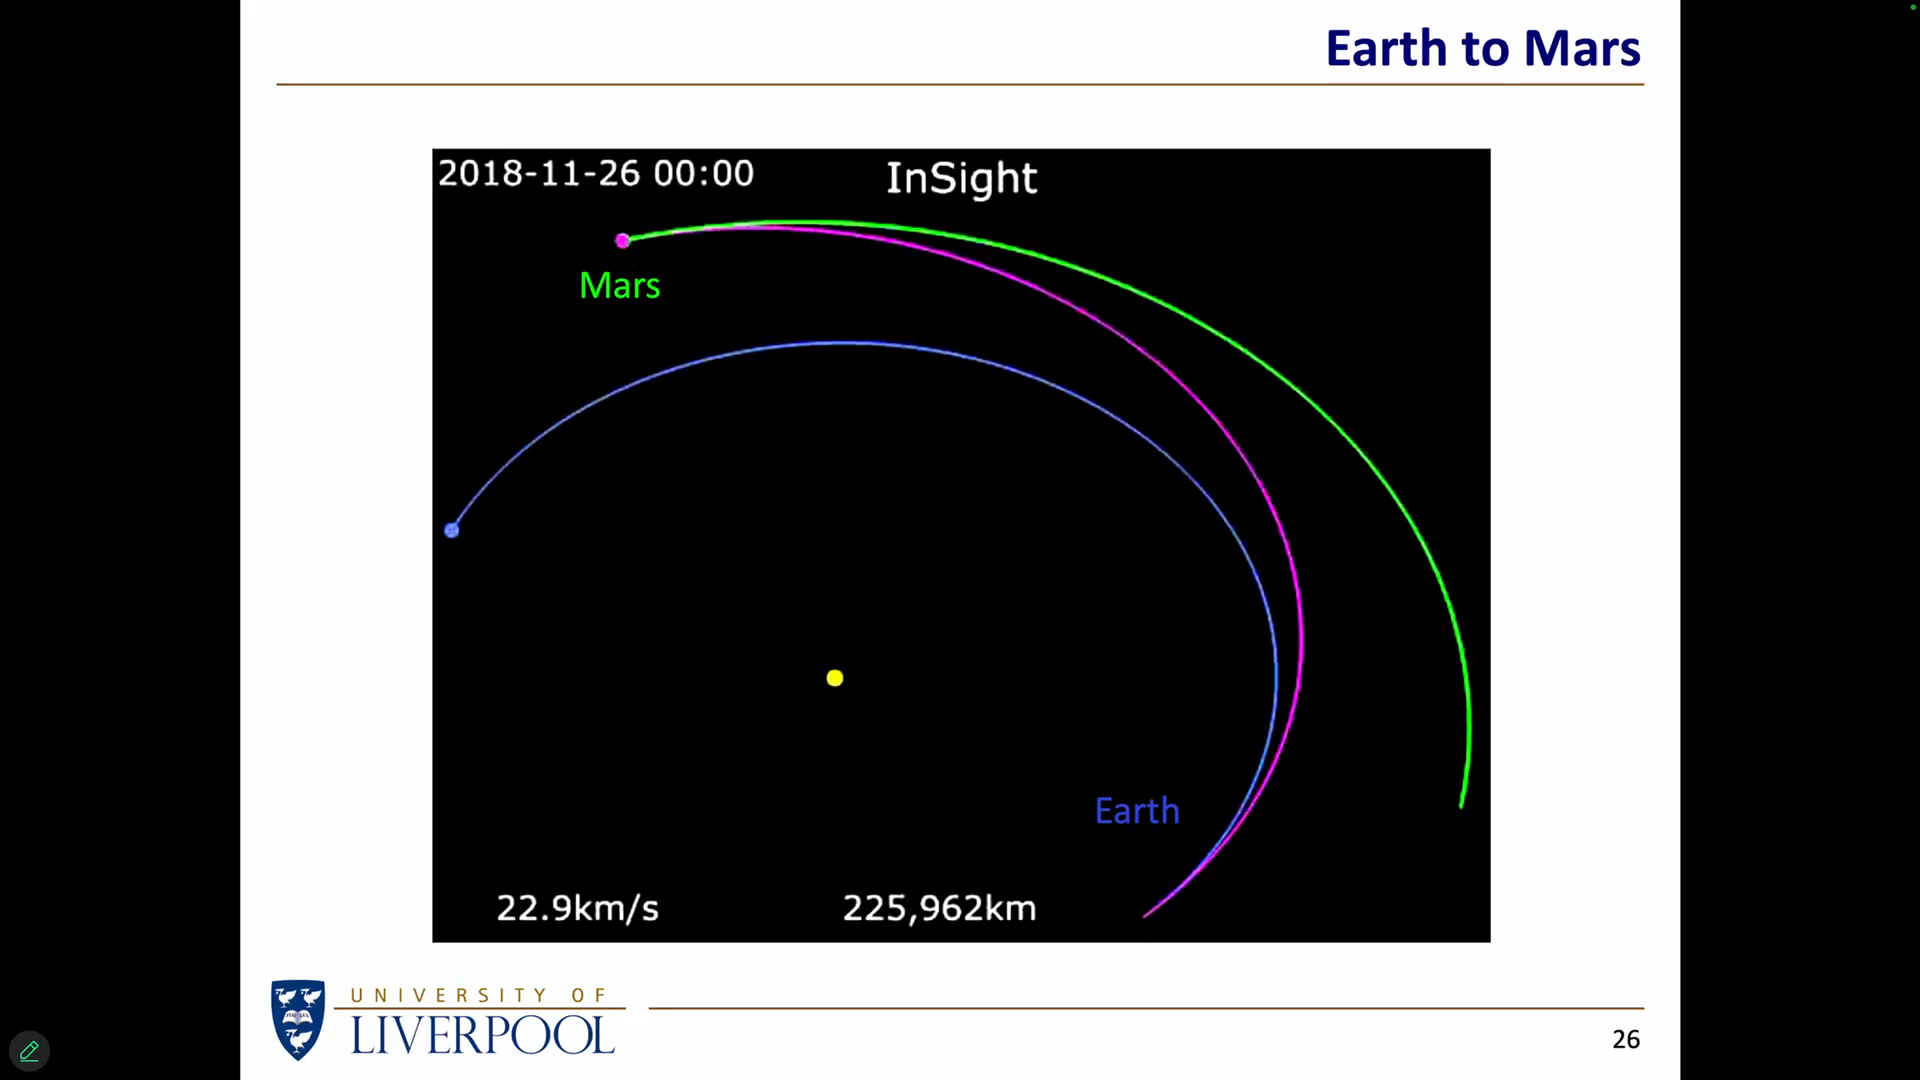 Earth to Mars
2018-11-26 00:00
InSight
Mars
Earth
22.9km/s
225,962km
UNIVERSITY OF
LIVERPOOL
26